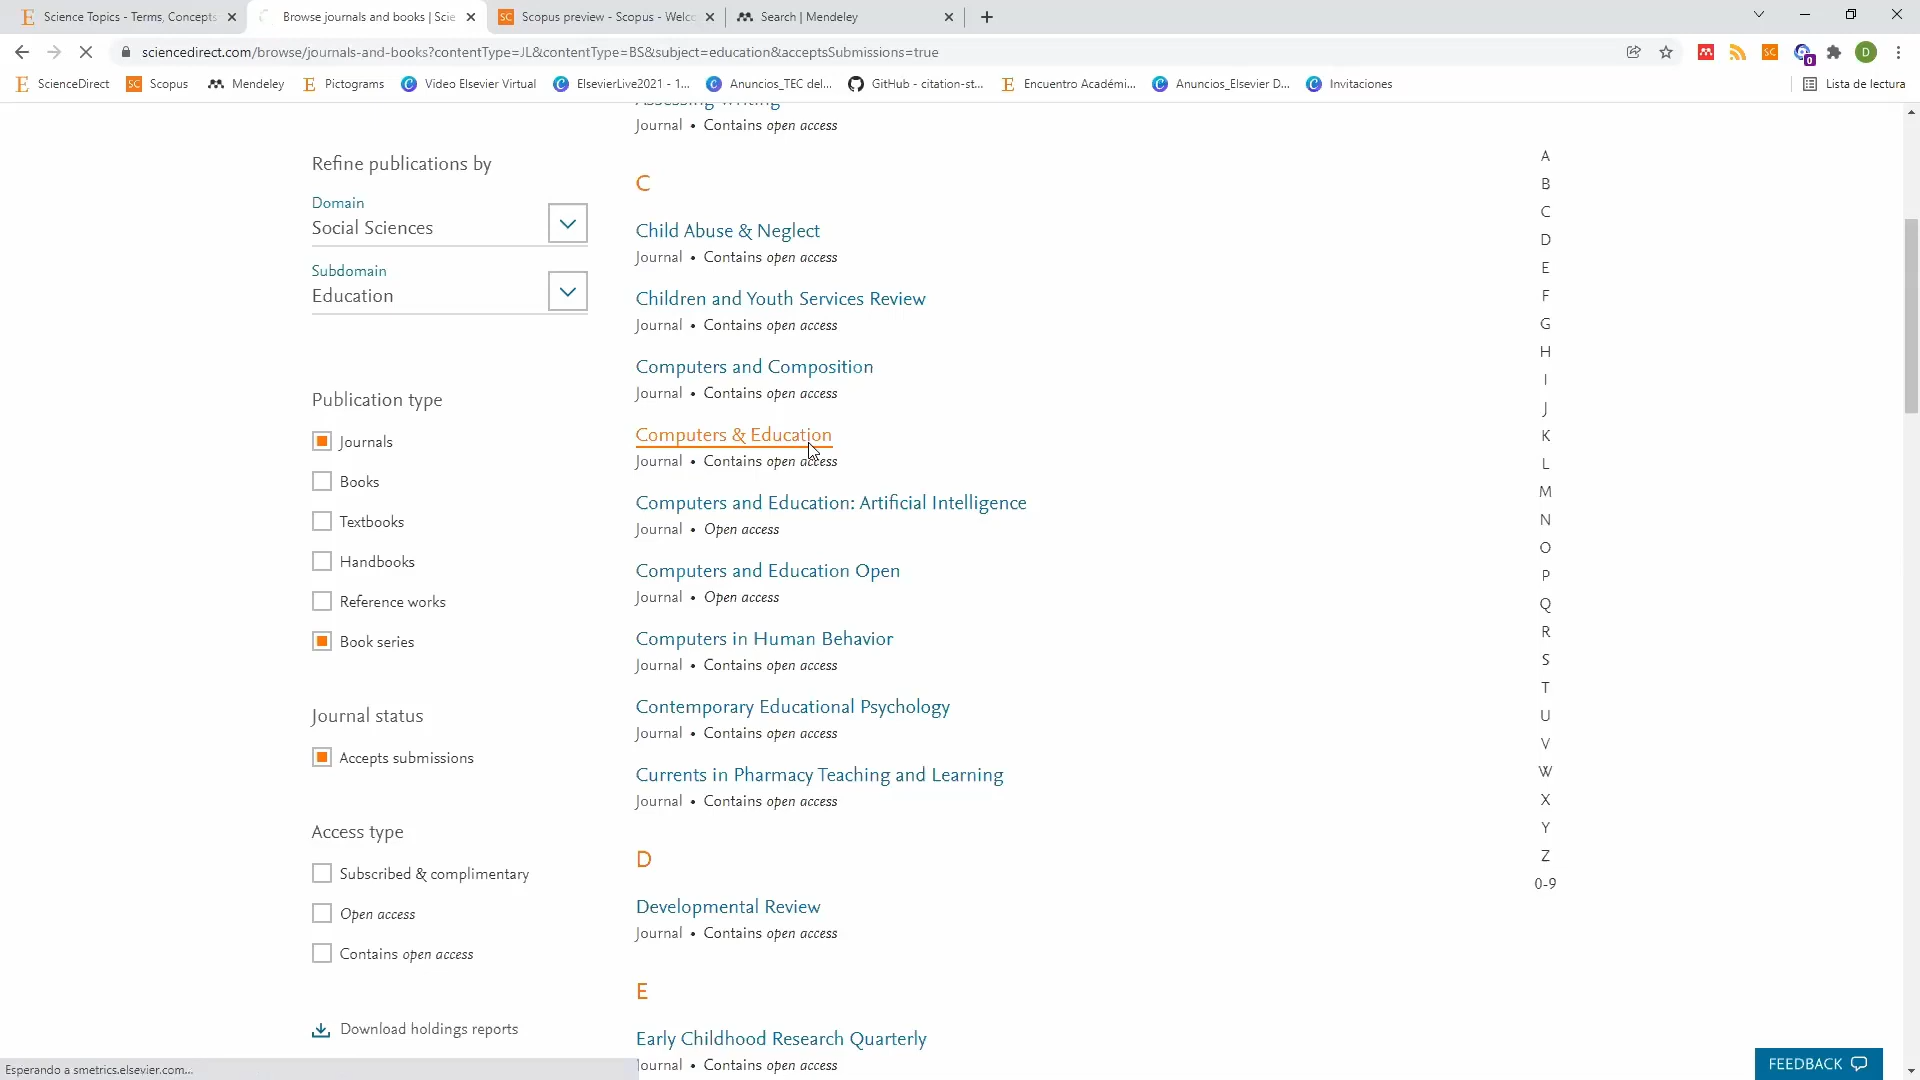 Science Topics - Terms, Concepts
Browse journals and books | Scie
SC Scopus preview - Scopus - Welc
Search | Mendeley
sciencedirect.com/browse/journals-and-books?contentType=JL&contentType=BS&subject=education&acceptsSubmissions=true
SC
0
D
ScienceDirect
SC Scopus
Mendeley
Pictograms
Video Elsevier Virtual
ElsevierLive2021 - 1...
Anuncios_TEC del...
GitHub - citation-st...
Encuentro Académi...
Anuncios_Elsevier D...
Invitaciones
Lista de lectura
Refine publications by
Domain
Social Sciences
Subdomain
Education
Publication type
Journals
Books
Textbooks
Handbooks
Reference works
Book series
Journal status
Accepts submissions
Access type
Subscribed & complimentary
Open access
Contains open access
Download holdings reports
Assessing Writing
Journal • Contains open access
C
Child Abuse & Neglect
Journal • Contains open access
Children and Youth Services Review
Journal • Contains open access
Computers and Composition
Journal • Contains open access
Computers & Education
Journal • Contains open access
Computers and Education: Artificial Intelligence
Journal • Open access
Computers and Education Open
Journal • Open access
Computers in Human Behavior
Journal • Contains open access
Contemporary Educational Psychology
Journal • Contains open access
Currents in Pharmacy Teaching and Learning
Journal • Contains open access
D
Developmental Review
Journal • Contains open access
E
Early Childhood Research Quarterly
Journal • Contains open access
A
B
C
D
E
F
G
H
I
J
K
L
M
N
O
P
Q
R
S
T
U
V
W
X
Y
Z
0-9
FEEDBACK
Esperando a smetrics.elsevier.com...